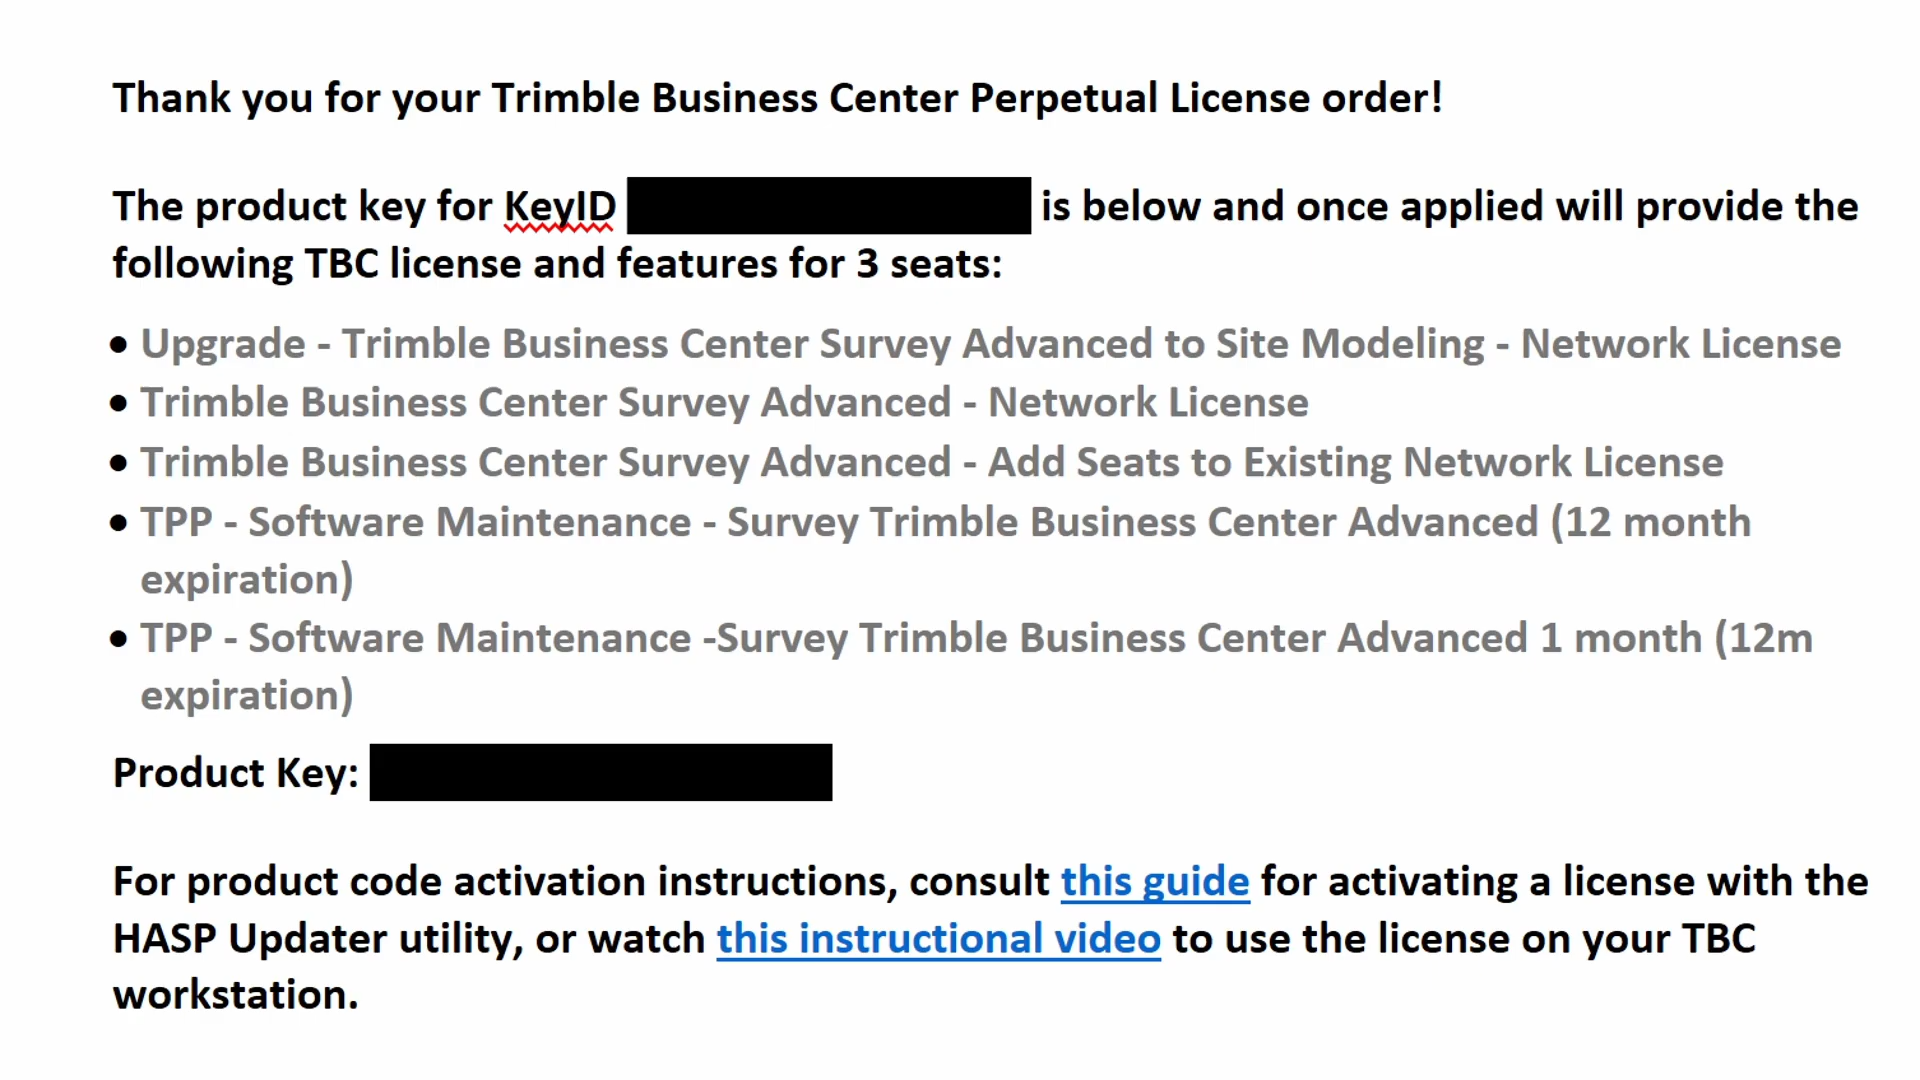 Thank you for your Trimble Business Center Perpetual License order!
The product key for KeyID is below and once applied will provide the
following TBC license and features for 3 seats:
• Upgrade - Trimble Business Center Survey Advanced to Site Modeling - Network License
• Trimble Business Center Survey Advanced - Network License
• Trimble Business Center Survey Advanced - Add Seats to Existing Network License
• TPP - Software Maintenance - Survey Trimble Business Center Advanced (12 month
expiration)
• TPP - Software Maintenance -Survey Trimble Business Center Advanced 1 month (12m
expiration)
Product Key:
For product code activation instructions, consult this guide for activating a license with the
HASP Updater utility, or watch this instructional video to use the license on your TBC
workstation.